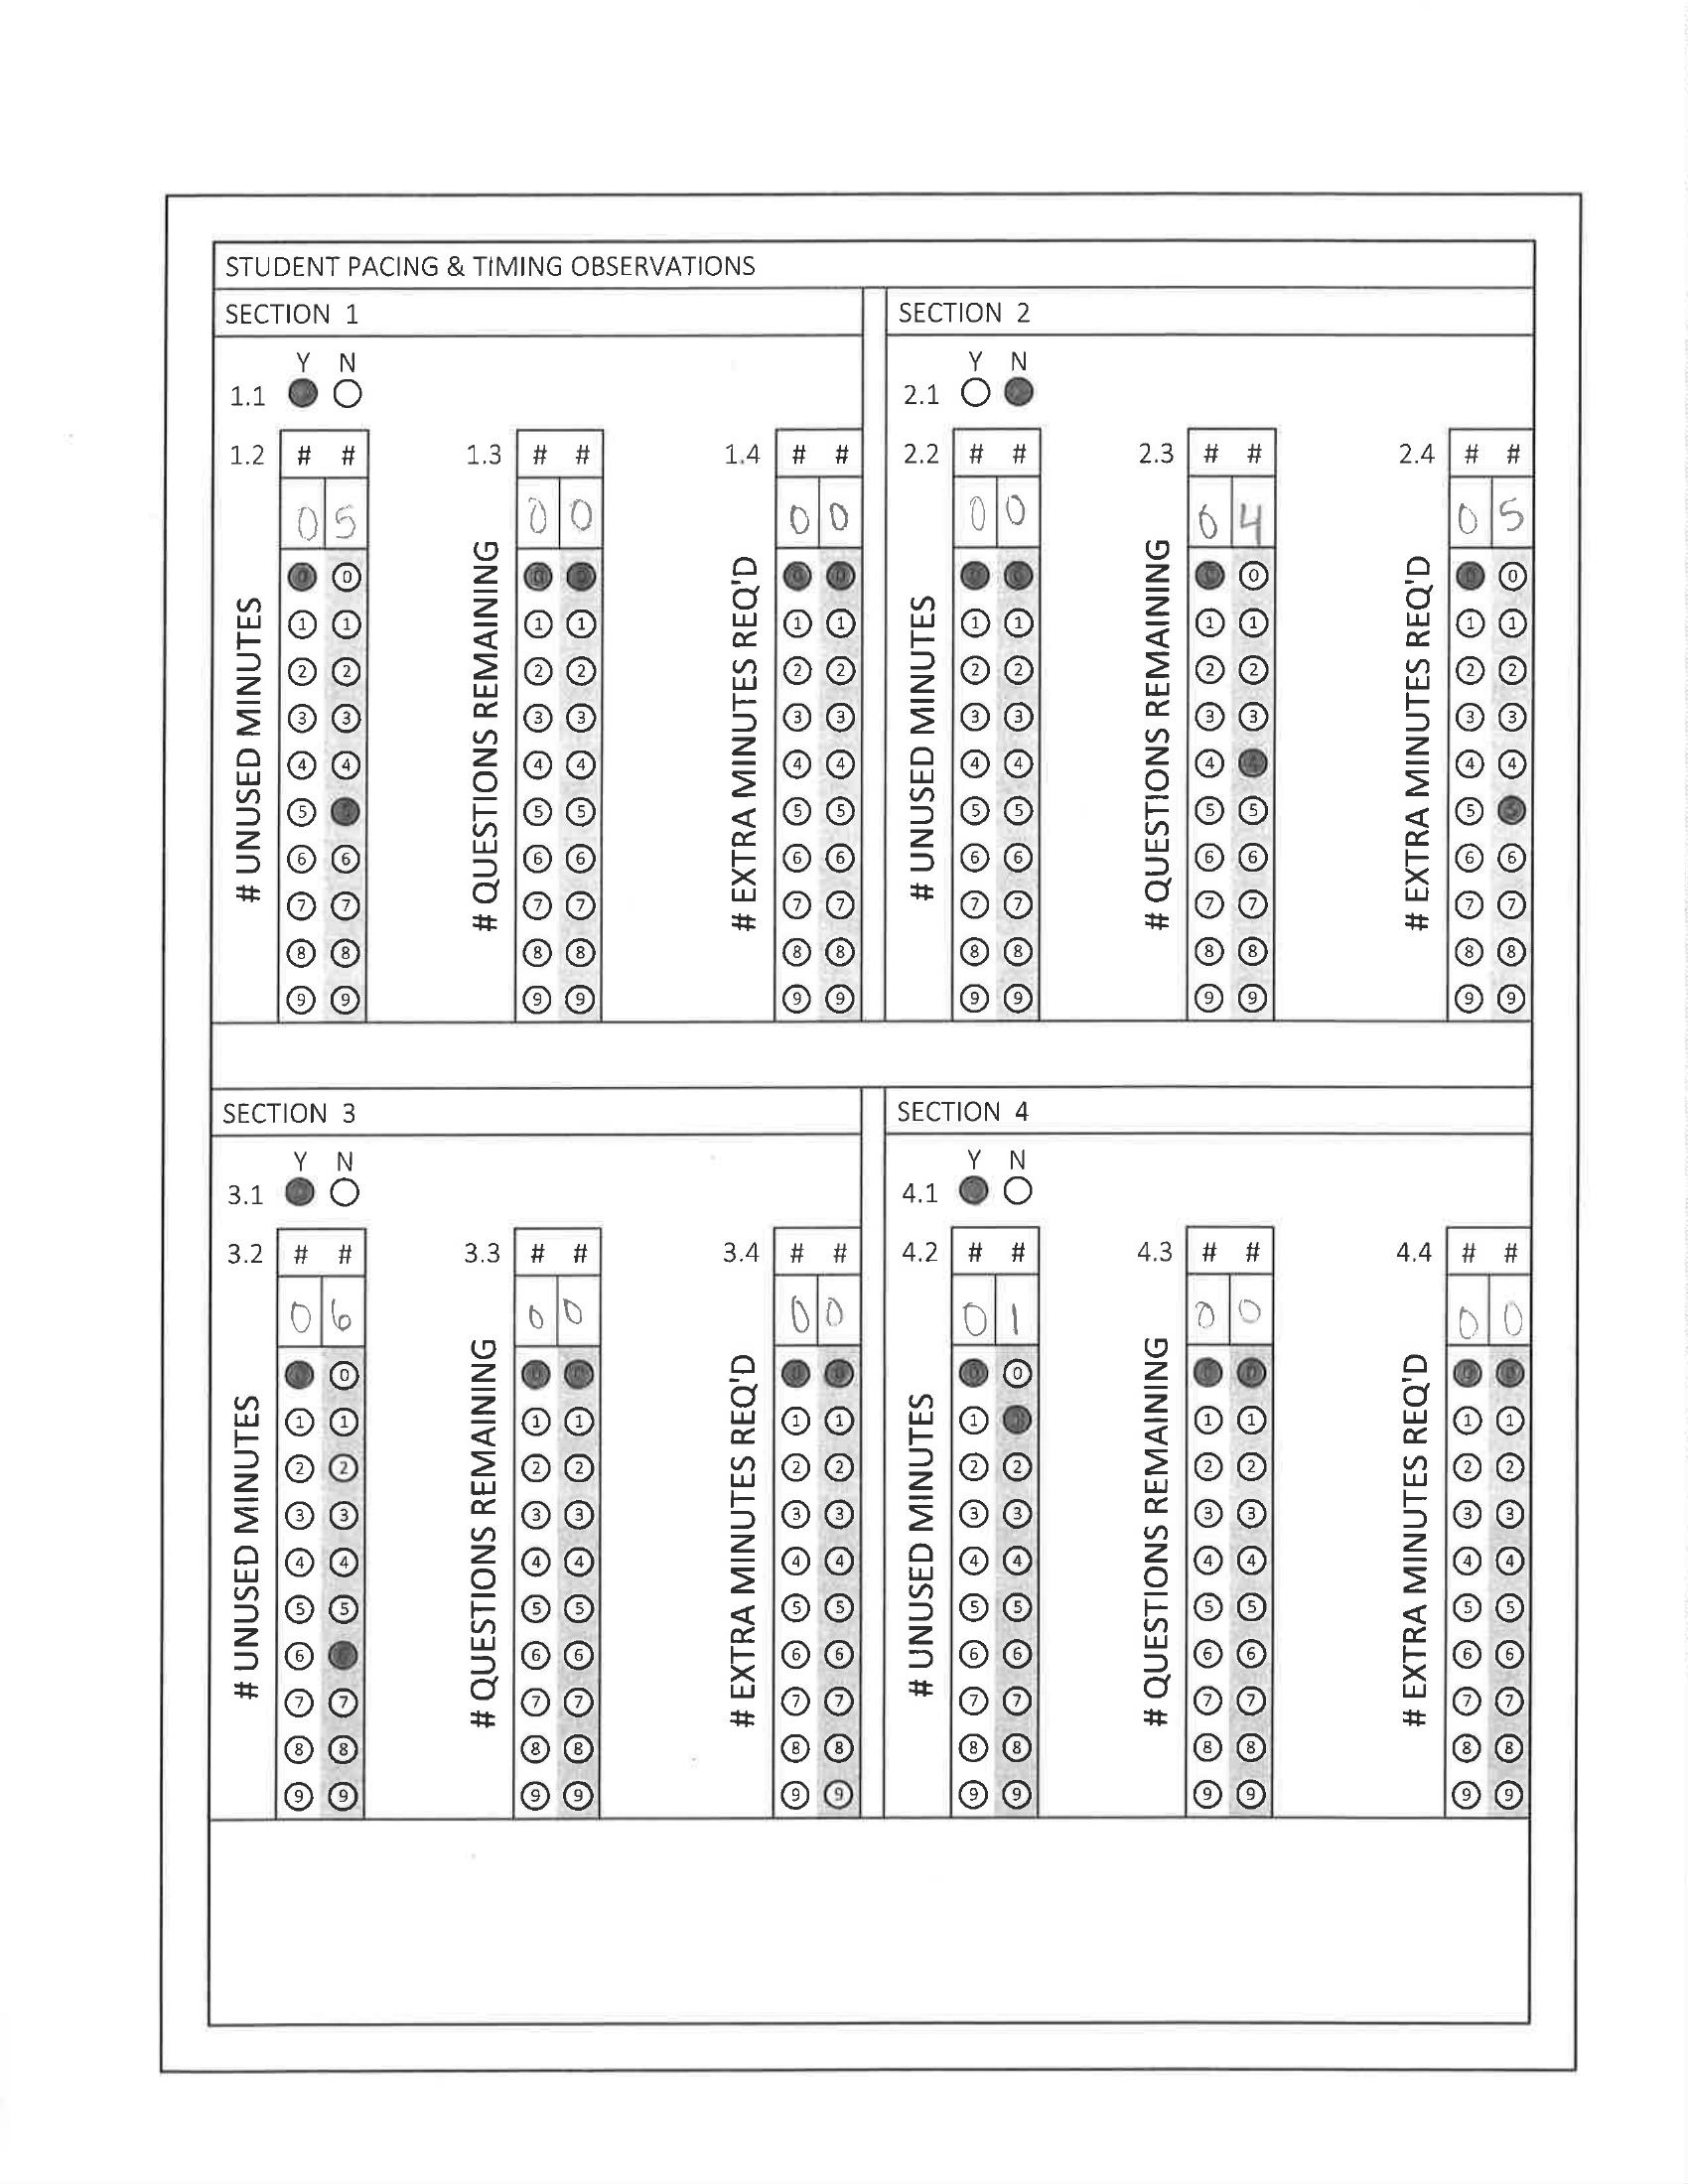 STUDENT PACING & TIMING OBSERVATIONS
SECTION 1
Y N
1.1
1.2 # # 1.3 # # 1.4 # #
0 5 0 0 0 0
# UNUSED MINUTES # QUESTIONS REMAINING # EXTRA MINUTES REQ'D
0 0 0 0 0 0
1 1 1 1 1 1
2 2 2 2 2 2
3 3 3 3 3 3
4 4 4 4 4 4
5 5 5 5 5 5
6 6 6 6 6 6
7 7 7 7 7 7
8 8 8 8 8 8
9 9 9 9 9 9
SECTION 2
Y N
2.1
2.2 # # 2.3 # # 2.4 # #
0 0 0 4 0 5
# UNUSED MINUTES # QUESTIONS REMAINING # EXTRA MINUTES REQ'D
0 0 0 0 0 0
1 1 1 1 1 1
2 2 2 2 2 2
3 3 3 3 3 3
4 4 4 4 4 4
5 5 5 5 5 5
6 6 6 6 6 6
7 7 7 7 7 7
8 8 8 8 8 8
9 9 9 9 9 9
SECTION 3
Y N
3.1
3.2 # # 3.3 # # 3.4 # #
0 6 0 0 0 0
# UNUSED MINUTES # QUESTIONS REMAINING # EXTRA MINUTES REQ'D
0 0 0 0 0
1 1 1 1 1 1
2 2 2 2 2 2
3 3 3 3 3 3
4 4 4 4 4 4
5 5 5 5 5 5
6 6 6 6 6
7 7 7 7 7 7
8 8 8 8 8 8
9 9 9 9 9 9
SECTION 4
Y N
4.1
4.2 # # 4.3 # # 4.4 # #
0 1 0 0 0 0
# UNUSED MINUTES # QUESTIONS REMAINING # EXTRA MINUTES REQ'D
0 0 0 0 0 0
1 1 1 1 1
2 2 2 2 2 2
3 3 3 3 3 3
4 4 4 4 4 4
5 5 5 5 5 5
6 6 6 6 6 6
7 7 7 7 7 7
8 8 8 8 8 8
9 9 9 9 9 9